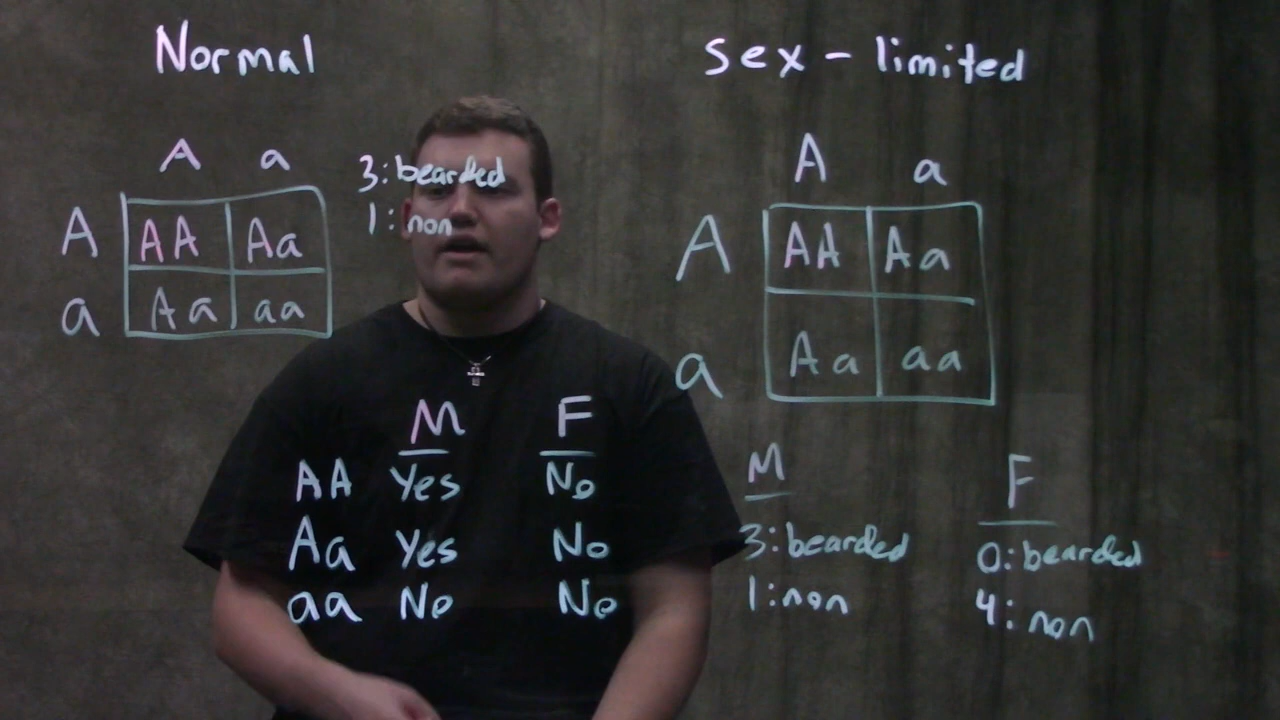 Normal
A a
A AA Aa
a Aa aa
3: bearded
1: non
M F
AA Yes No
Aa Yes No
aa No No
sex-limited
A a
A AA Aa
a Aa aa
M
3: bearded
1: non
F
0: bearded
4: non